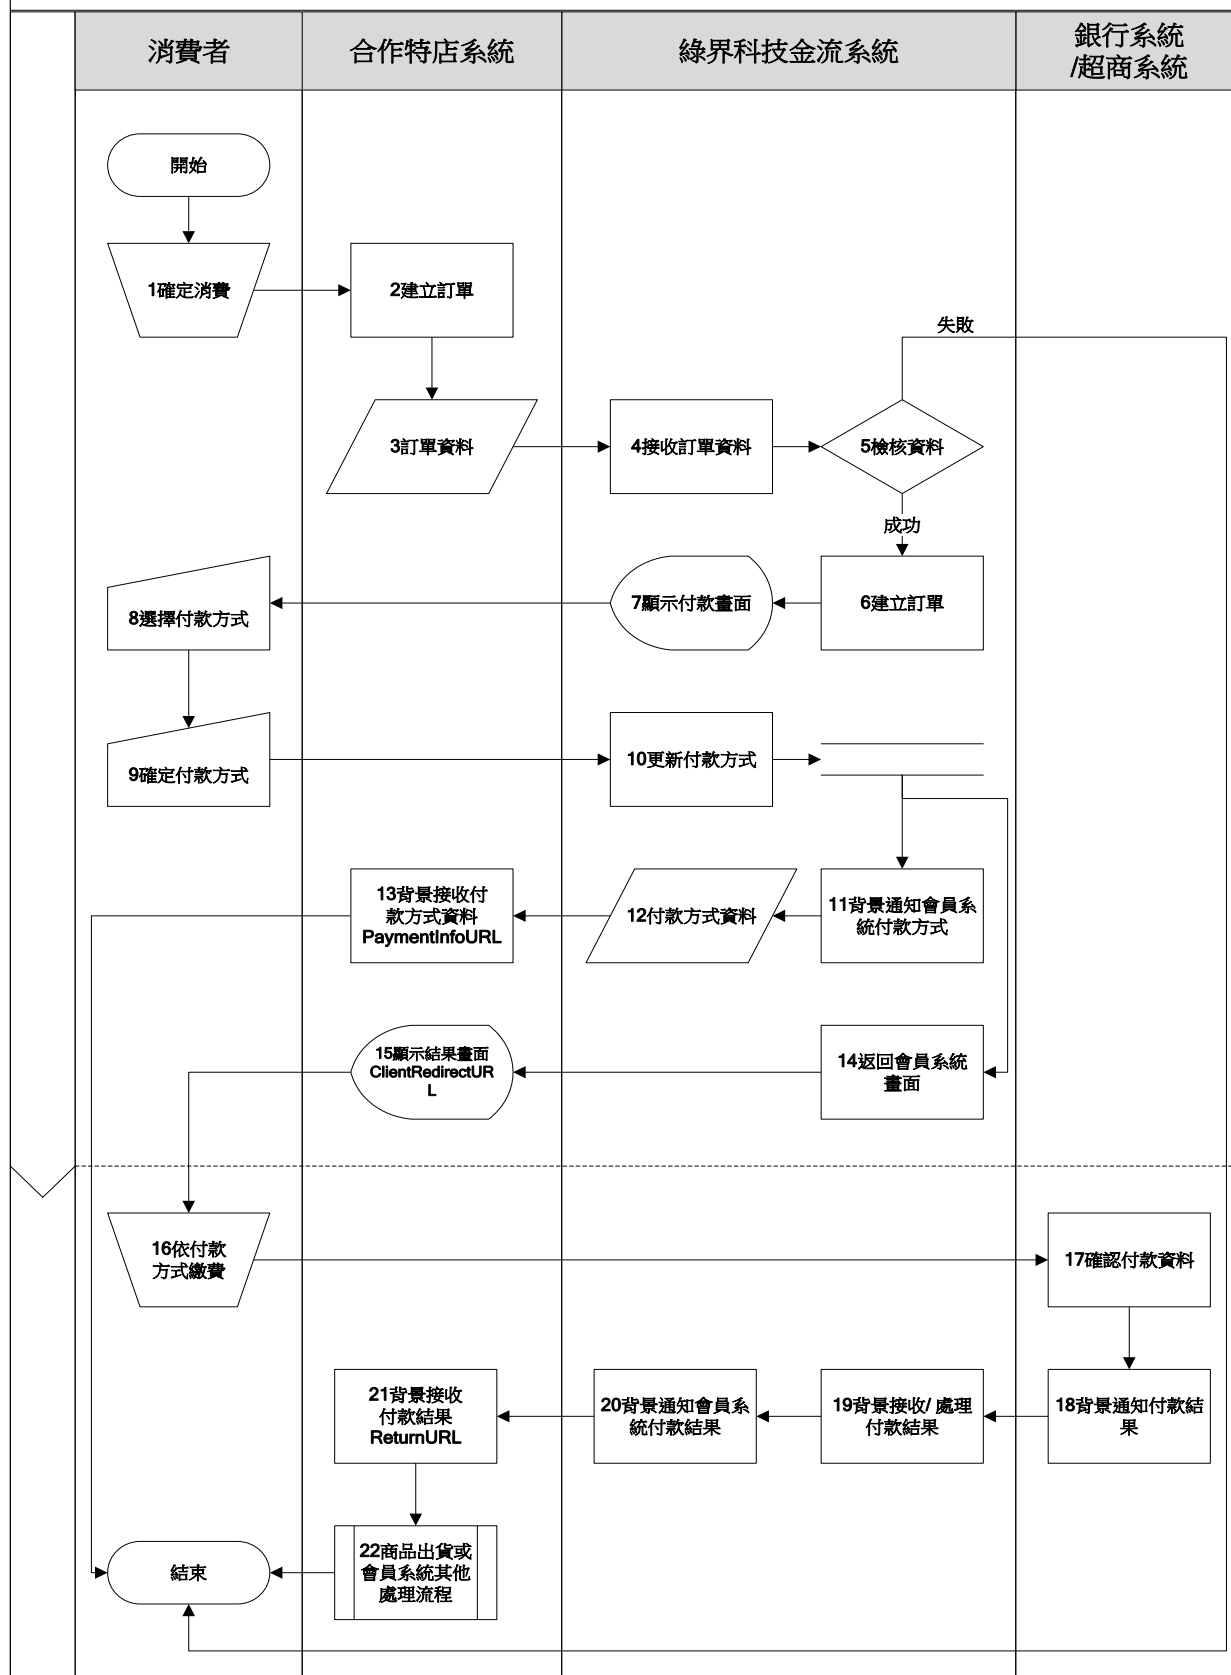 消費者
合作特店系統
綠界科技金流系統
銀行系統
/超商系統
開始
1確定消費
2建立訂單
失敗
3訂單資料
4接收訂單資料
5檢核資料
成功
8選擇付款方式
7顯示付款畫面
6建立訂單
9確定付款方式
10更新付款方式
13背景接收付
款方式資料
PaymentInfoURL
12付款方式資料
11背景通知會員系
統付款方式
15顯示結果畫面
ClientRedirectUR
L
14返回會員系統
畫面
16依付款
方式繳費
17確認付款資料
21背景接收
付款結果
ReturnURL
20背景通知會員系
統付款結果
19背景接收/ 處理
付款結果
18背景通知付款結
果
結束
22商品出貨或
會員系統其他
處理流程